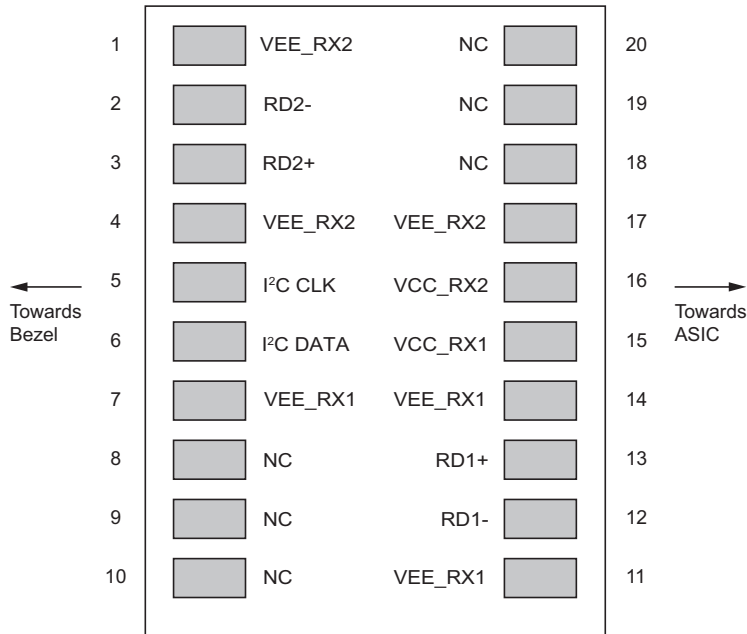 1 VEE_RX2 NC 20
2 RD2- NC 19
3 RD2+ NC 18
4 VEE_RX2 VEE_RX2 17
5 I²C CLK VCC_RX2 16
Towards Bezel
Towards ASIC
6 I²C DATA VCC_RX1 15
7 VEE_RX1 VEE_RX1 14
8 NC RD1+ 13
9 NC RD1- 12
10 NC VEE_RX1 11